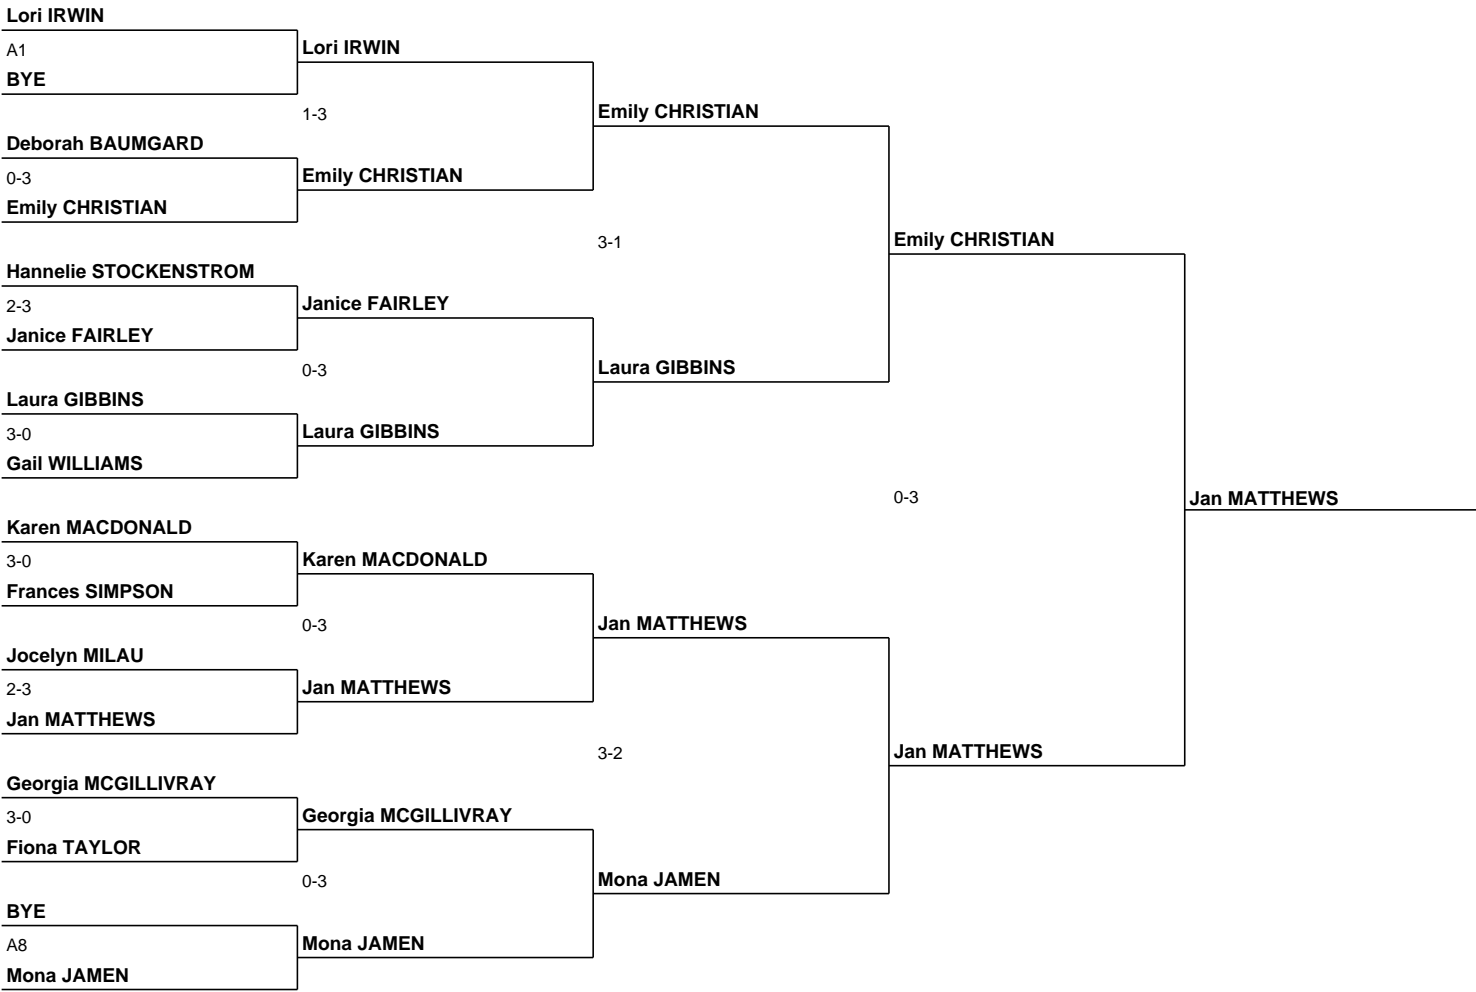 Lori IRWIN
A1
Lori IRWIN
BYE
1-3
Emily CHRISTIAN
Deborah BAUMGARD
0-3
Emily CHRISTIAN
Emily CHRISTIAN
3-1
Emily CHRISTIAN
Hannelie STOCKENSTROM
2-3
Janice FAIRLEY
Janice FAIRLEY
0-3
Laura GIBBINS
Laura GIBBINS
3-0
Laura GIBBINS
Gail WILLIAMS
0-3
Jan MATTHEWS
Karen MACDONALD
3-0
Karen MACDONALD
Frances SIMPSON
0-3
Jan MATTHEWS
Jocelyn MILAU
2-3
Jan MATTHEWS
Jan MATTHEWS
3-2
Jan MATTHEWS
Georgia MCGILLIVRAY
3-0
Georgia MCGILLIVRAY
Fiona TAYLOR
0-3
Mona JAMEN
BYE
A8
Mona JAMEN
Mona JAMEN